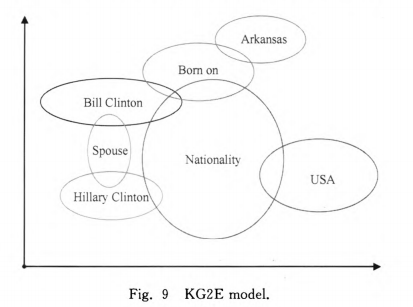 Arkansas
Born on
Bill Clinton
Spouse
Nationality
USA
Hillary Clinton
Fig. 9 KG2E model.